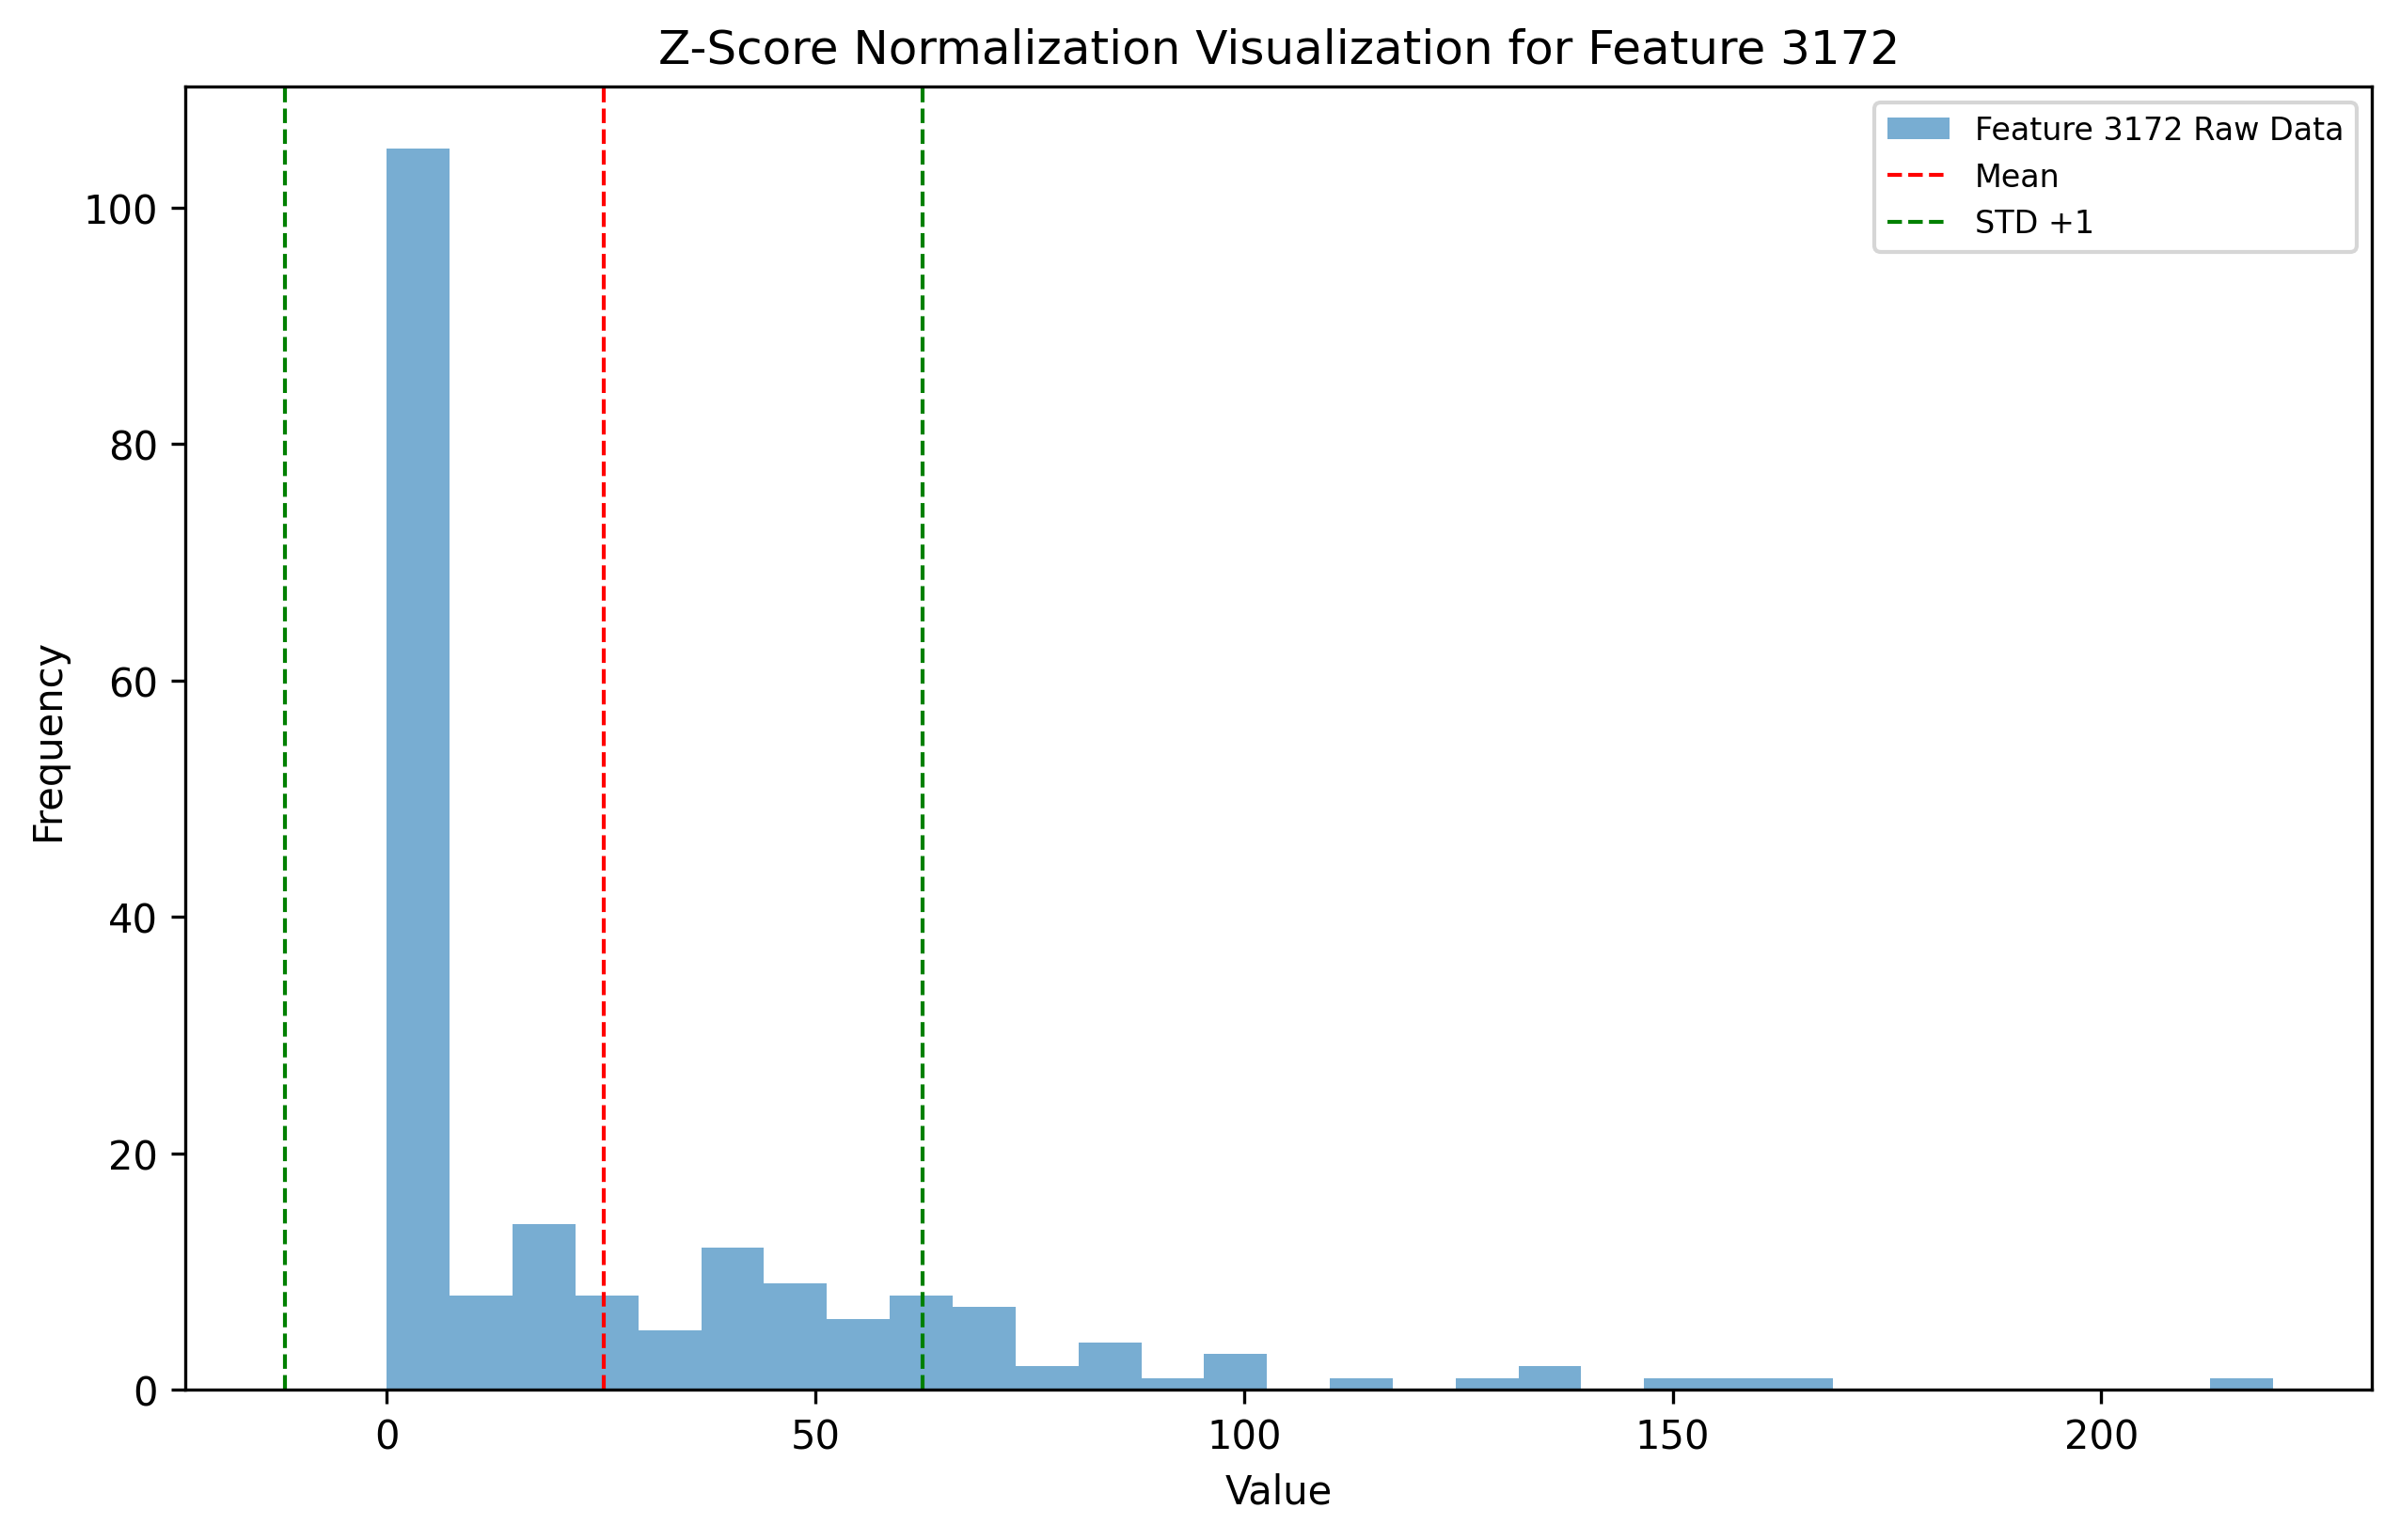 Z-Score Normalization Visualization for Feature 3172
Feature 3172 Raw Data
Mean
STD +1
100
80
60
40
20
0
Frequency
0 50 100 150 200
Value